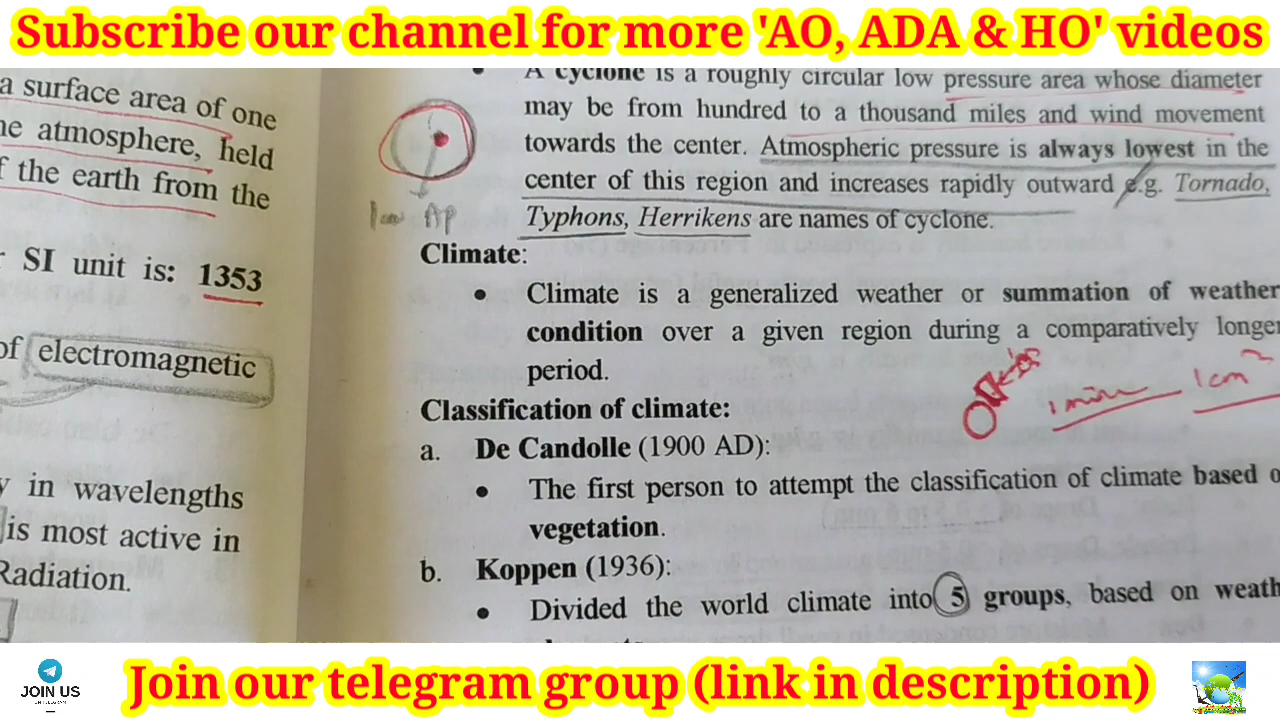 Subscribe our channel for more 'AO, ADA & HO' videos
a surface area of one
he atmosphere, held
f the earth from the
SI unit is: 1353
of electromagnetic
y in wavelengths
is most active in
Radiation.
A cyclone is a roughly circular low pressure area whose diameter
may be from hundred to a thousand miles and wind movement
towards the center. Atmospheric pressure is always lowest in the
center of this region and increases rapidly outward e.g. Tornado,
Typhons, Herrikens are names of cyclone.
low AP
Climate:
• Climate is a generalized weather or summation of weather
condition over a given region during a comparatively longer
period.
1 min 1 cm²
Classification of climate:
a. De Candolle (1900 AD):
• The first person to attempt the classification of climate based o
vegetation.
b. Koppen (1936):
• Divided the world climate into 5 groups, based on weath
Join our telegram group (link in description)
JOIN US